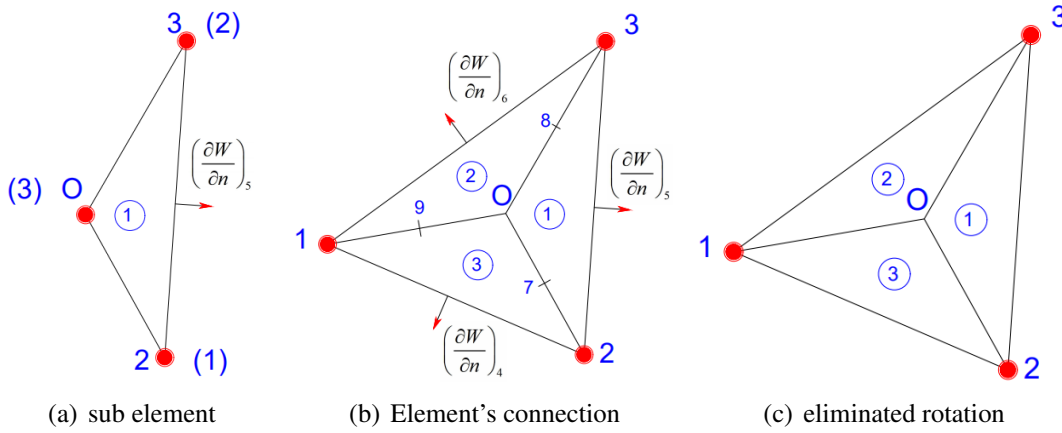 3 (2)
(∂W/∂n)₅
(3) O
1
2 (1)
(a) sub element
3
(∂W/∂n)₆
8
2
(∂W/∂n)₅
O
9
1
1
3
7
(∂W/∂n)₄
2
(b) Element's connection
3
2
O
1
1
3
2
(c) eliminated rotation